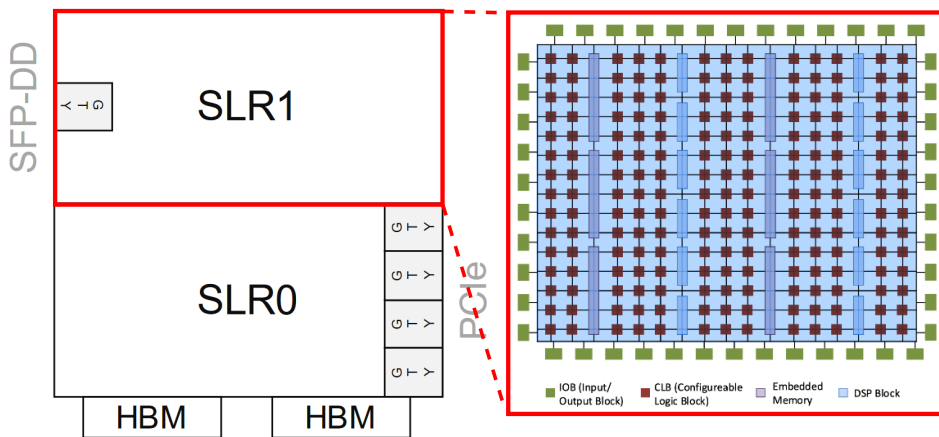 SFP-DD
GTY
SLR1
SLR0
GTY
GTY
GTY
GTY
PCIe
HBM
HBM
IOB (Input/
Output Block)
CLB (Configureable
Logic Block)
Embedded
Memory
DSP Block